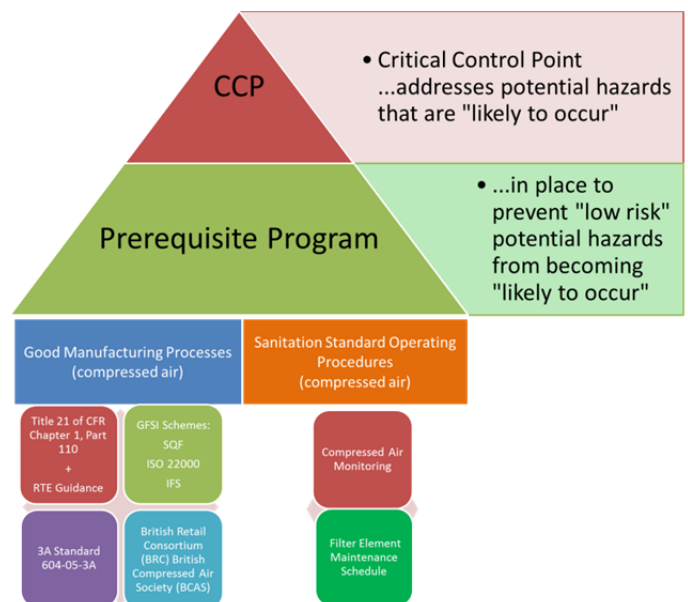 CCP
• Critical Control Point
...addresses potential hazards
that are "likely to occur"
Prerequisite Program
• ...in place to
prevent "low risk"
potential hazards
from becoming
"likely to occur"
Good Manufacturing Processes
(compressed air)
Sanitation Standard Operating
Procedures
(compressed air)
Title 21 of CFR
Chapter 1, Part
110
+
RTE Guidance
GFSI Schemes:
SQF
ISO 22000
IFS
3A Standard
604-05-3A
British Retail
Consortium
(BRC) British
Compressed Air
Society (BCAS)
Compressed Air
Monitoring
Filter Element
Maintenance
Schedule